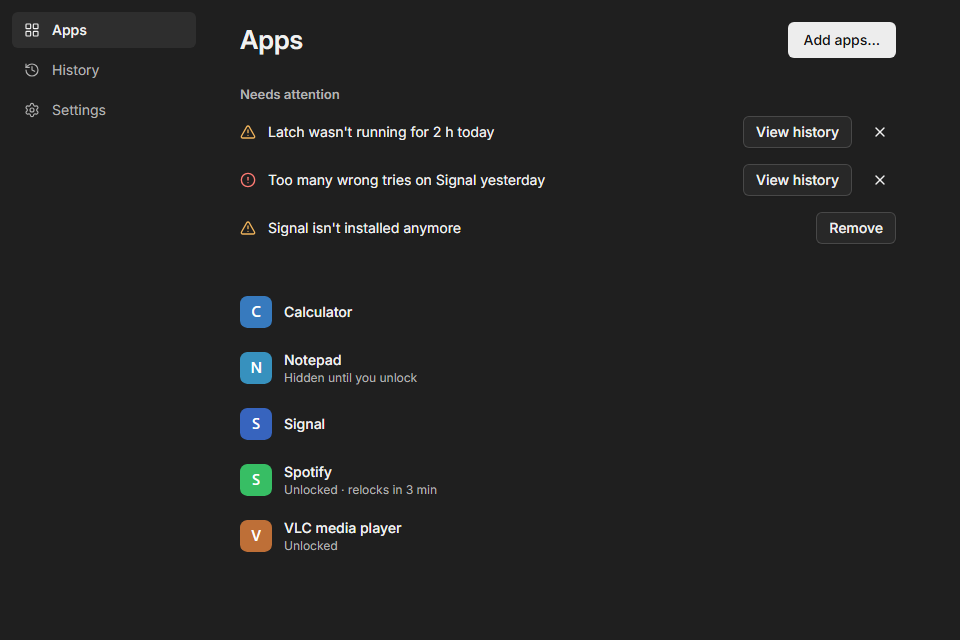 Apps
History
Settings
Apps
Add apps...
Needs attention
Latch wasn't running for 2 h today
View history
Too many wrong tries on Signal yesterday
View history
Signal isn't installed anymore
Remove
C
Calculator
N
Notepad
Hidden until you unlock
S
Signal
S
Spotify
Unlocked · relocks in 3 min
V
VLC media player
Unlocked